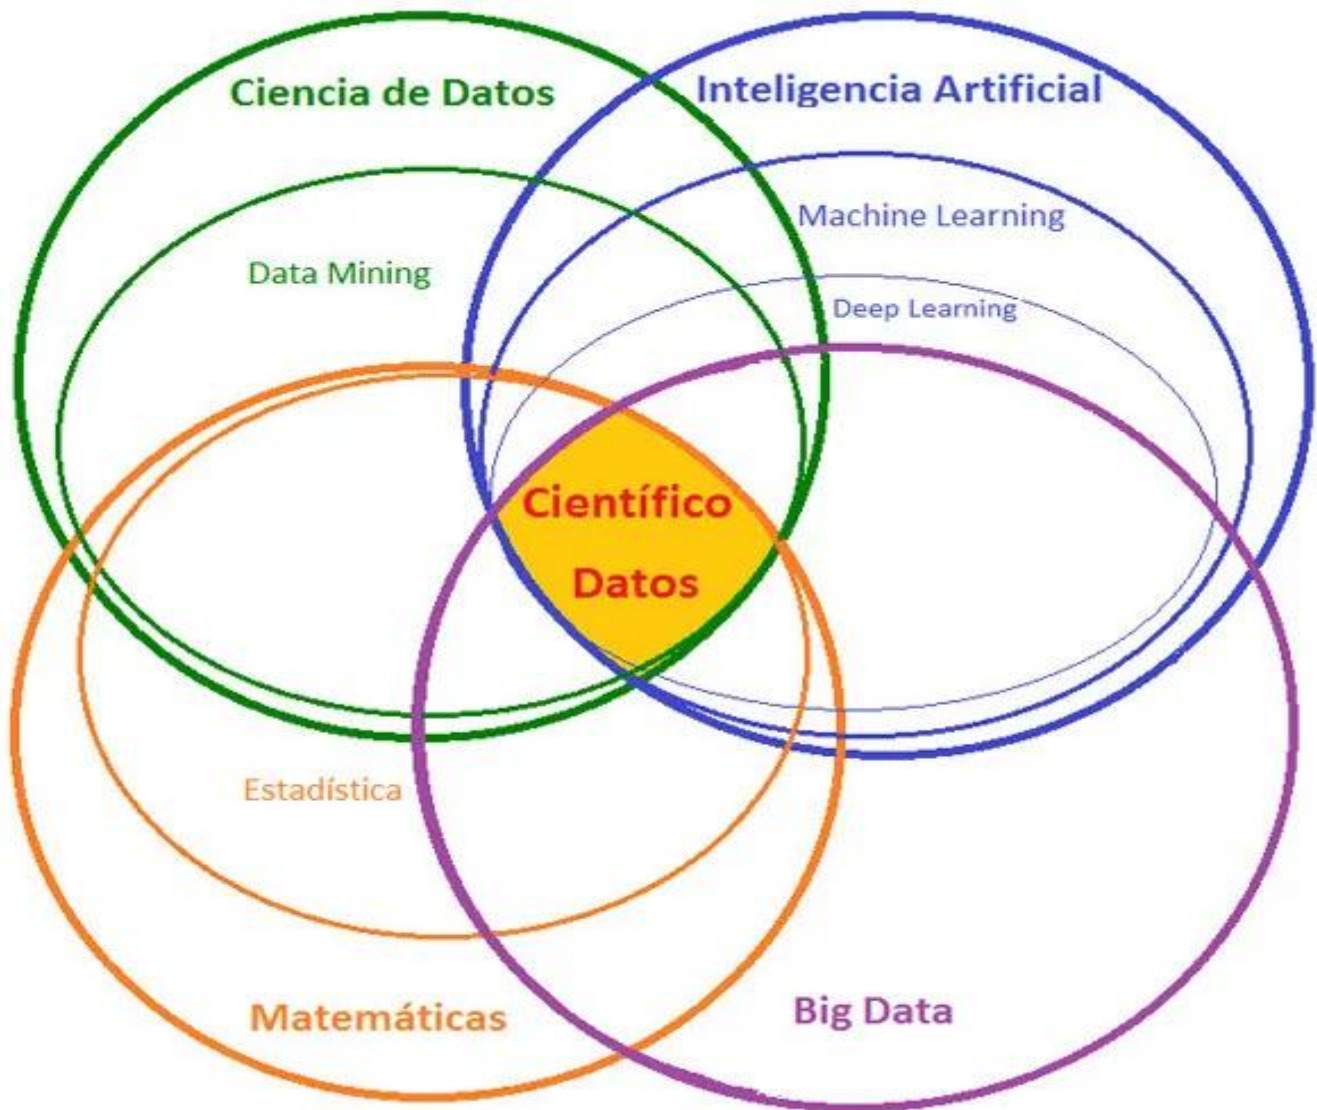 Ciencia de Datos
Inteligencia Artificial
Machine Learning
Data Mining
Deep Learning
Científico
Datos
Estadística
Matemáticas
Big Data